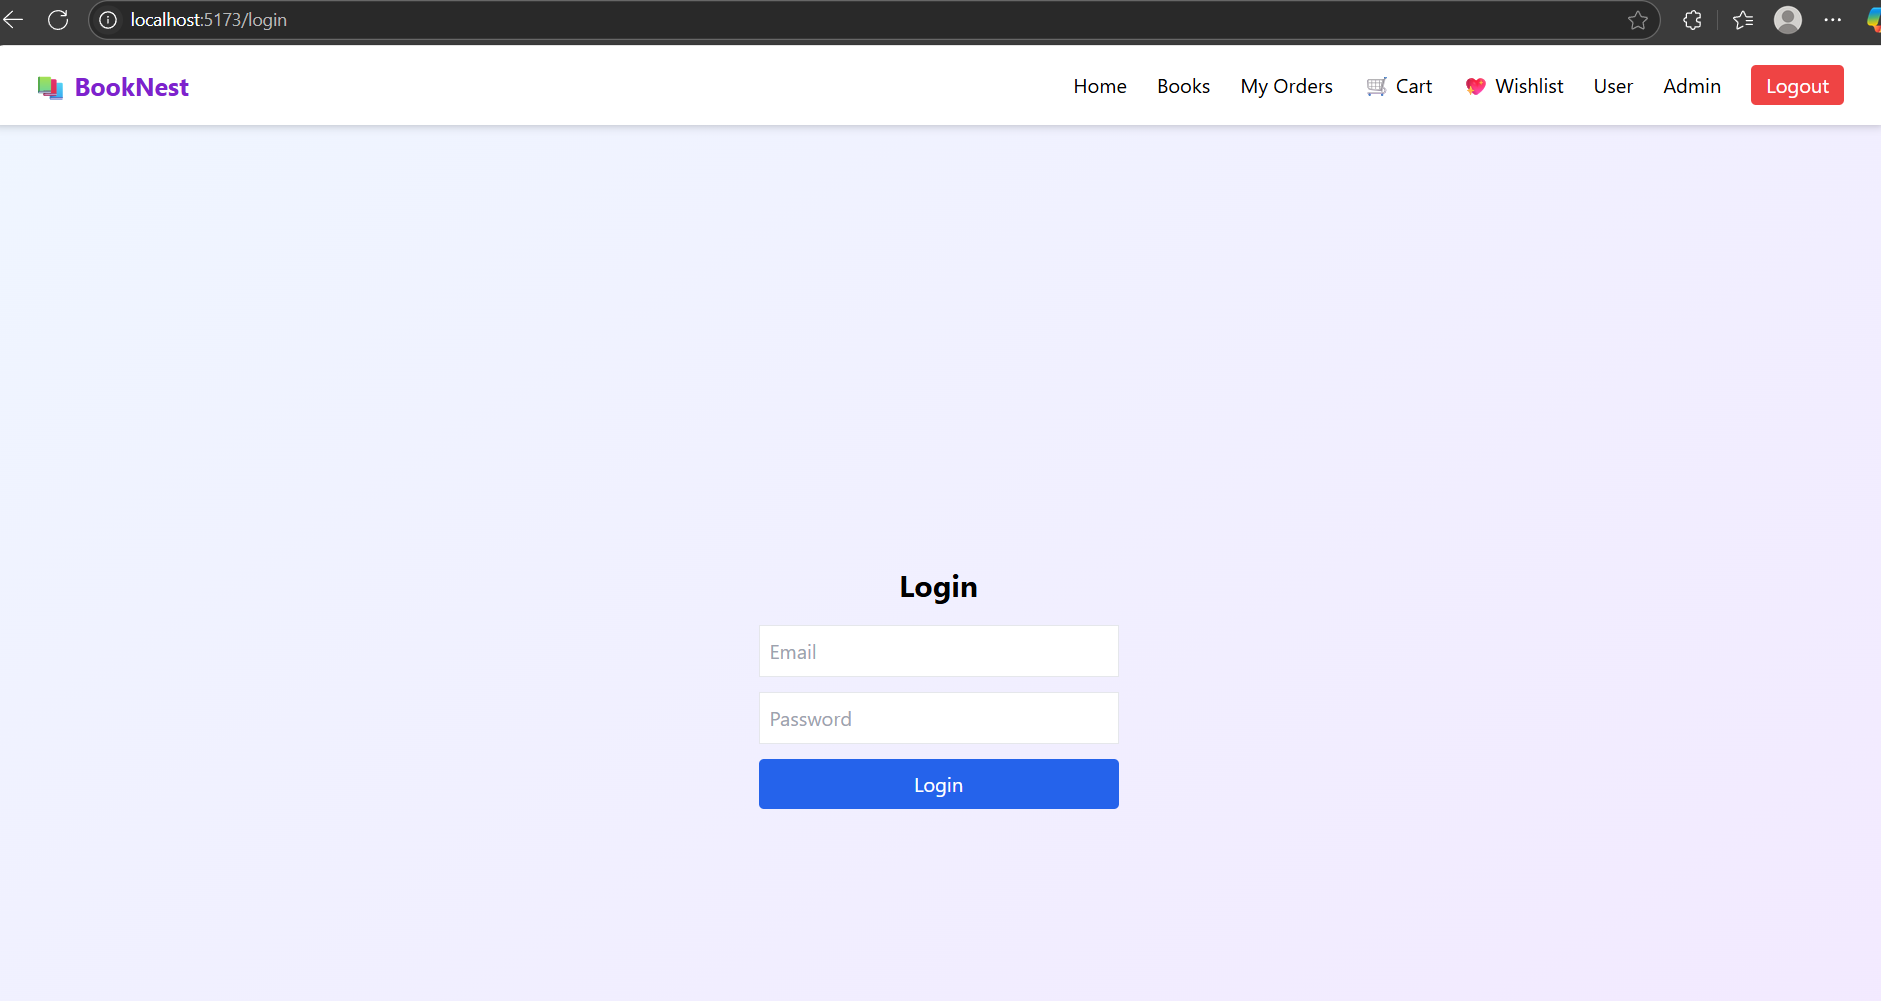 localhost:5173/login
BookNest
Home Books My Orders Cart Wishlist User Admin Logout
Login
Email
Password
Login